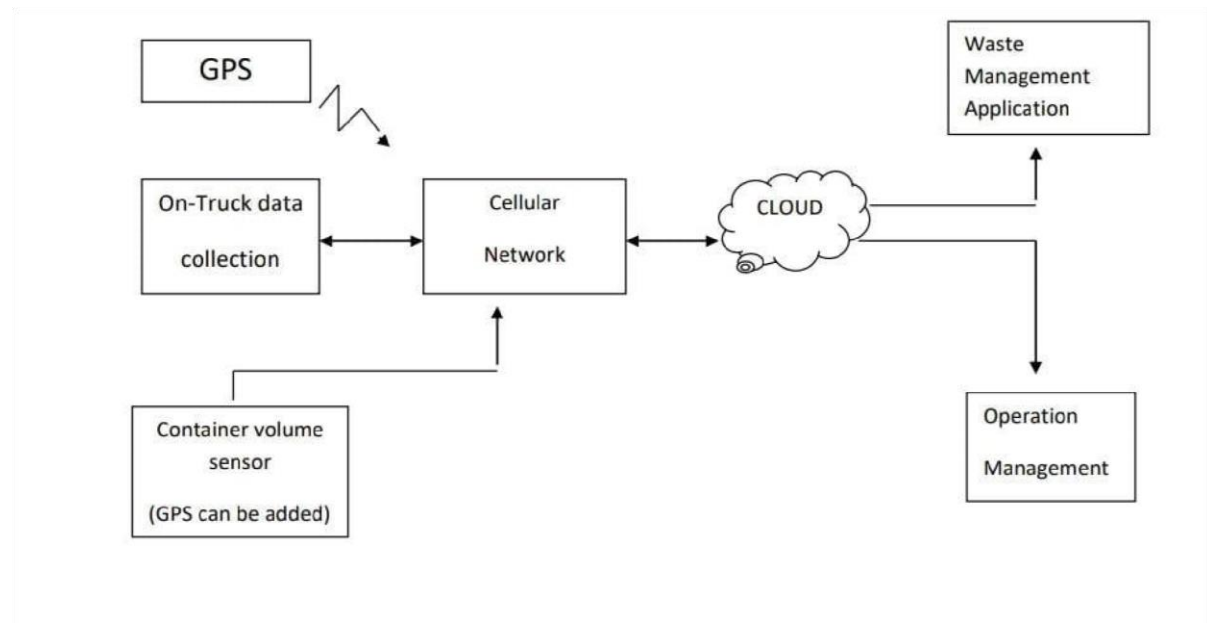 GPS
Waste
Management
Application
On-Truck data
collection
Cellular
Network
CLOUD
Container volume
sensor
(GPS can be added)
Operation
Management